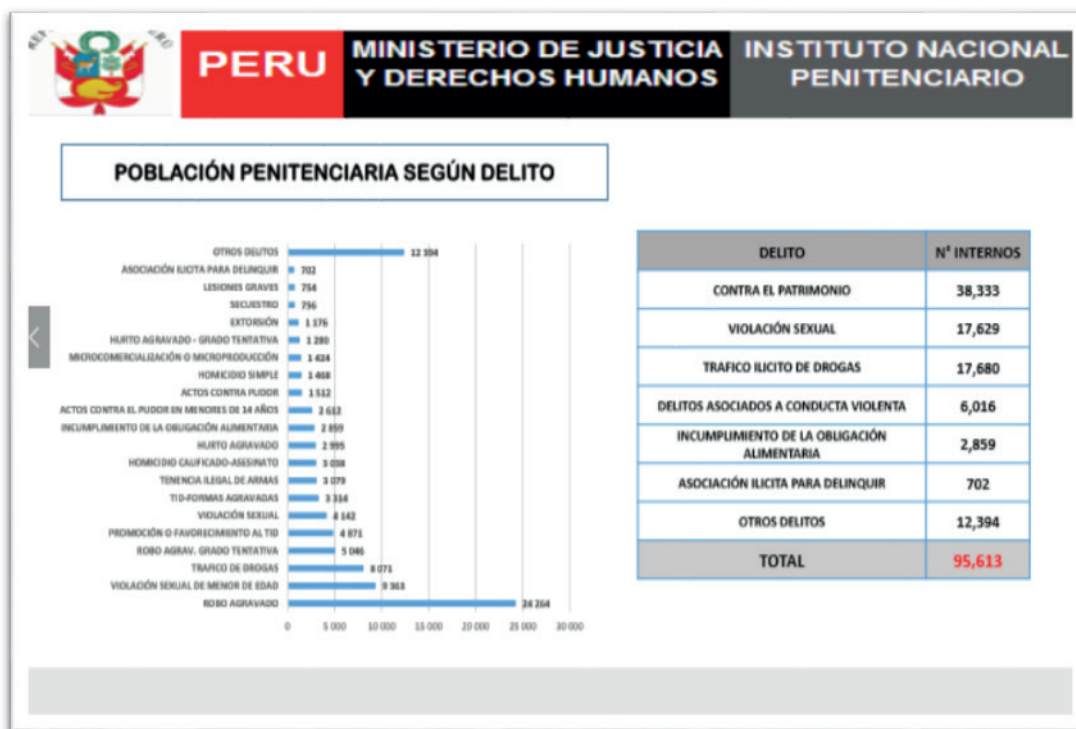 PERU
MINISTERIO DE JUSTICIA
Y DERECHOS HUMANOS
INSTITUTO NACIONAL
PENITENCIARIO
POBLACIÓN PENITENCIARIA SEGÚN DELITO
OTROS DELITOS 12 394
ASOCIACIÓN ILICITA PARA DELINQUIR 702
LESIONES GRAVES 754
SECUESTRO 756
EXTORSIÓN 1 176
HURTO AGRAVADO - GRADO TENTATIVA 1 280
MICROCOMERCIALIZACIÓN O MICROPRODUCCIÓN 1 424
HOMICIDIO SIMPLE 1 468
ACTOS CONTRA PUDOR 1 512
ACTOS CONTRA EL PUDOR EN MENORES DE 14 AÑOS 2 612
INCUMPLIMIENTO DE LA OBLIGACIÓN ALIMENTARIA 2 859
HURTO AGRAVADO 2 995
HOMICIDIO CALIFICADO-ASESINATO 3 038
TENENCIA ILEGAL DE ARMAS 3 079
TID-FORMAS AGRAVADAS 3 314
VIOLACIÓN SEXUAL 4 142
PROMOCIÓN O FAVORECIMIENTO AL TID 4 871
ROBO AGRAV. GRADO TENTATIVA 5 046
TRAFICO DE DROGAS 8 071
VIOLACIÓN SEXUAL DE MENOR DE EDAD 9 363
ROBO AGRAVADO 24 264
0 5 000 10 000 15 000 20 000 25 000 30 000
DELITO N° INTERNOS
CONTRA EL PATRIMONIO 38,333
VIOLACIÓN SEXUAL 17,629
TRAFICO ILICITO DE DROGAS 17,680
DELITOS ASOCIADOS A CONDUCTA VIOLENTA 6,016
INCUMPLIMIENTO DE LA OBLIGACIÓN
ALIMENTARIA 2,859
ASOCIACIÓN ILICITA PARA DELINQUIR 702
OTROS DELITOS 12,394
TOTAL 95,613